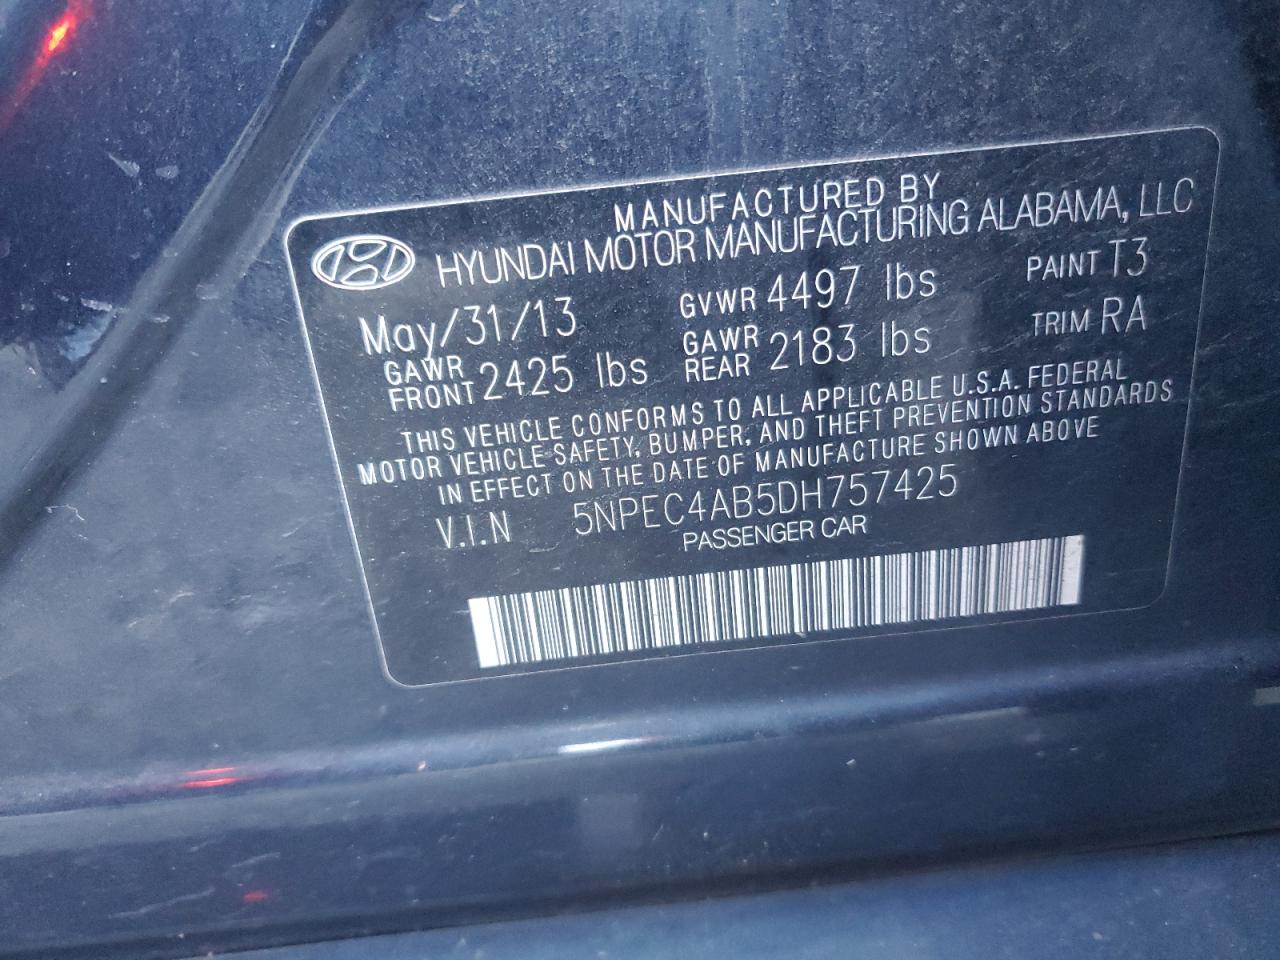 MANUFACTURED BY
HYUNDAI MOTOR MANUFACTURING ALABAMA, LLC
May/31/13 GVWR 4497 lbs PAINT T3
GAWR FRONT 2425 lbs GAWR REAR 2183 lbs TRIM RA
THIS VEHICLE CONFORMS TO ALL APPLICABLE U.S.A. FEDERAL
MOTOR VEHICLE SAFETY, BUMPER, AND THEFT PREVENTION STANDARDS
IN EFFECT ON THE DATE OF MANUFACTURE SHOWN ABOVE
V.I.N 5NPEC4AB5DH757425
PASSENGER CAR